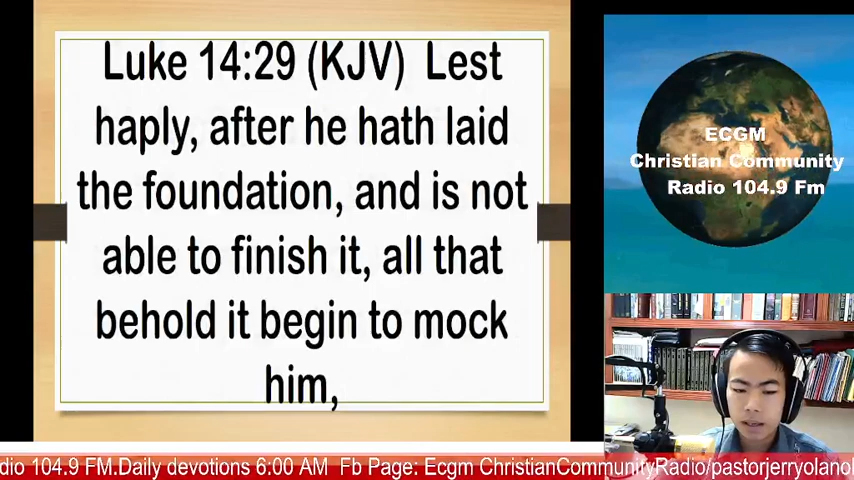 Luke 14:29 (KJV) Lest
haply, after he hath laid
the foundation, and is not
able to finish it, all that
behold it begin to mock
him,
ECGM
Christian Community
Radio 104.9 Fm
dio 104.9 FM.Daily devotions 6:00 AM Fb Page: Ecgm ChristianCommunityRadio/pastorjerryolanol